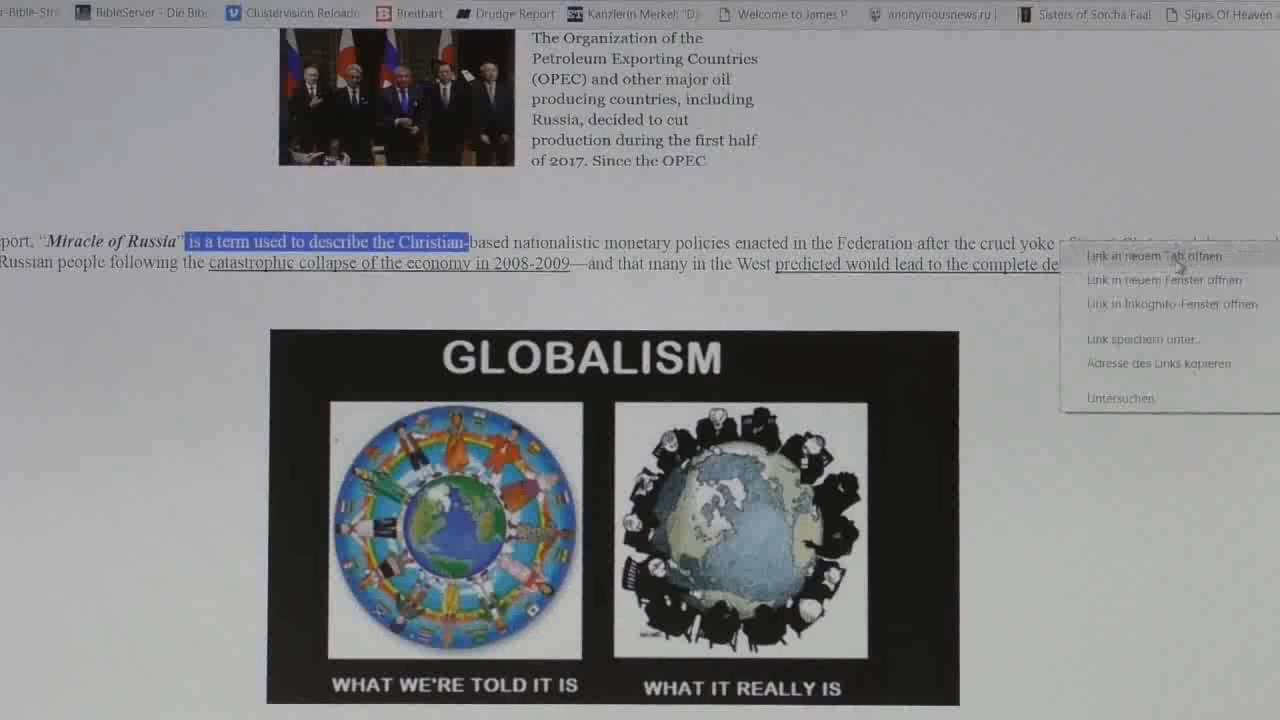 r-Bible-Str
BibleServer - Die Bib
Clustervision Reloade
Breitbart
Drudge Report
ET Kanzlerin Merkel: "D
Welcome to James P
anonymousnews.ru |
Sisters of Sorcha Faal
Signs Of Heaven
The Organization of the
Petroleum Exporting Countries
(OPEC) and other major oil
producing countries, including
Russia, decided to cut
production during the first half
of 2017. Since the OPEC
port, "Miracle of Russia" is a term used to describe the Christian-based nationalistic monetary policies enacted in the Federation after the cruel yoke
Russian people following the catastrophic collapse of the economy in 2008-2009—and that many in the West predicted would lead to the complete de
Link in neuem Tab öffnen
Link in neuem Fenster öffnen
Link in Inkognito-Fenster öffnen
Link speichern unter...
Adresse des Links kopieren
Untersuchen
GLOBALISM
WHAT WE'RE TOLD IT IS
WHAT IT REALLY IS